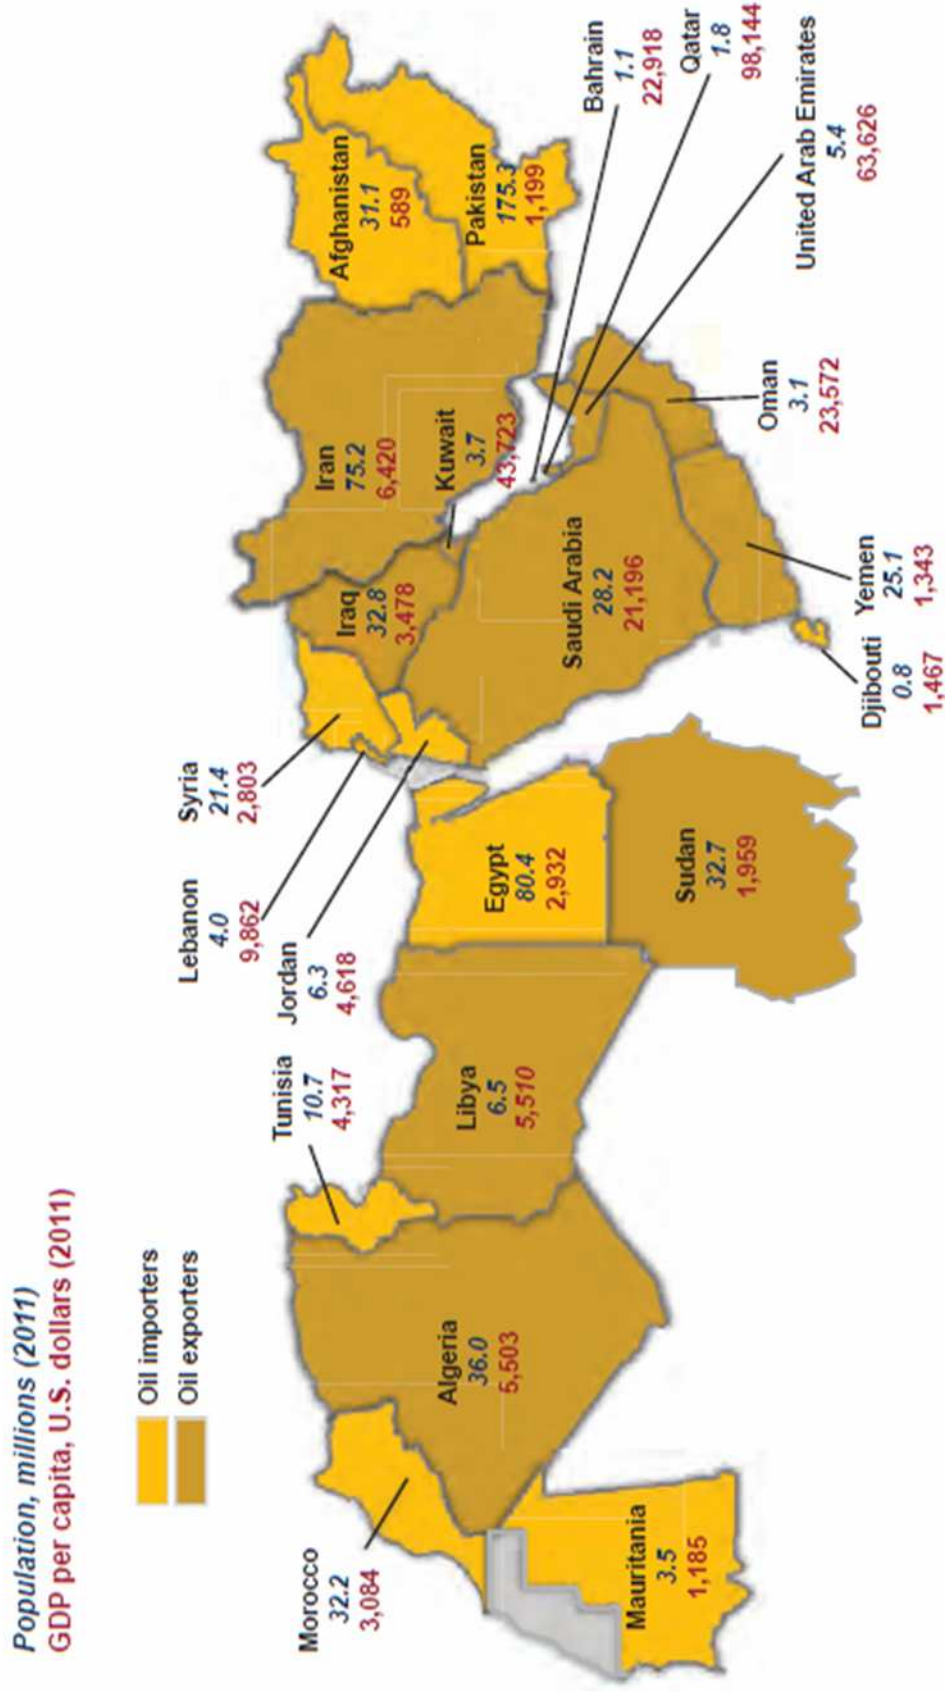 Population, millions (2011)
GDP per capita, U.S. dollars (2011)
Oil importers
Oil exporters
Morocco
32.2
3,084
Mauritania
3.5
1,185
Algeria
36.0
5,503
Tunisia
10.7
4,317
Libya
6.5
5,510
Lebanon
4.0
9,862
Jordan
6.3
4,618
Syria
21.4
2,803
Egypt
80.4
2,932
Sudan
32.7
1,959
Iraq
32.8
3,478
Iran
75.2
6,420
Kuwait
3.7
43,723
Saudi Arabia
28.2
21,196
Djibouti
0.8
1,467
Yemen
25.1
1,343
Oman
3.1
23,572
Afghanistan
31.1
589
Pakistan
175.3
1,199
Bahrain
1.1
22,918
Qatar
1.8
98,144
United Arab Emirates
5.4
63,626